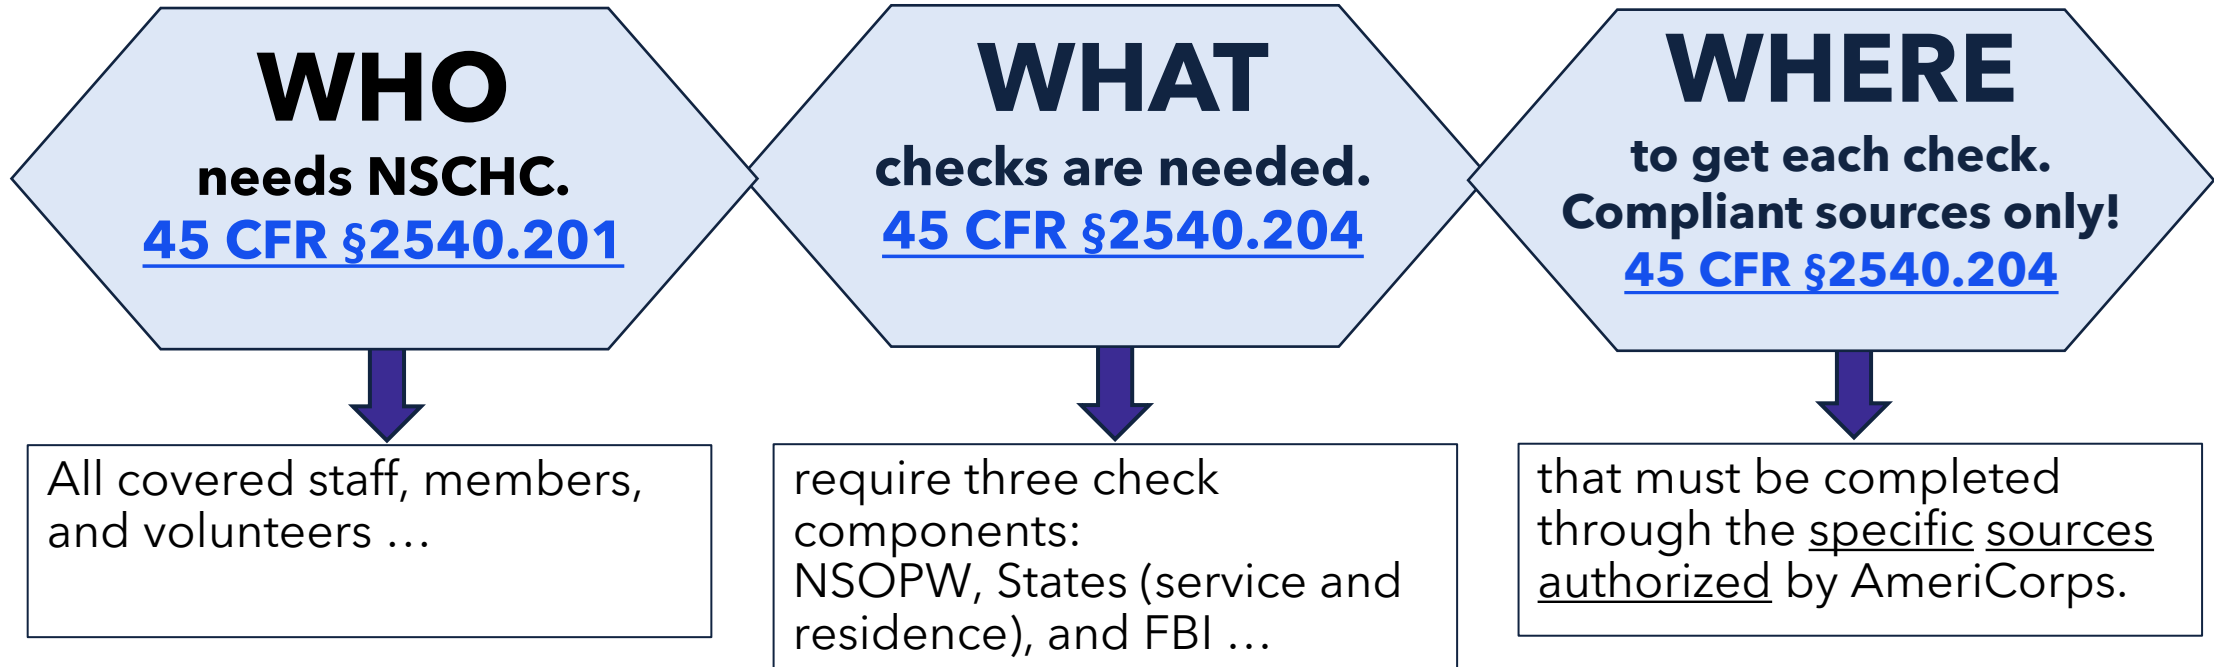 WHO
needs NSCHC.
45 CFR §2540.201
WHAT
checks are needed.
45 CFR §2540.204
WHERE
to get each check.
Compliant sources only!
45 CFR §2540.204
All covered staff, members,
and volunteers …
require three check
components:
NSOPW, States (service and
residence), and FBI …
that must be completed
through the specific sources
authorized by AmeriCorps.